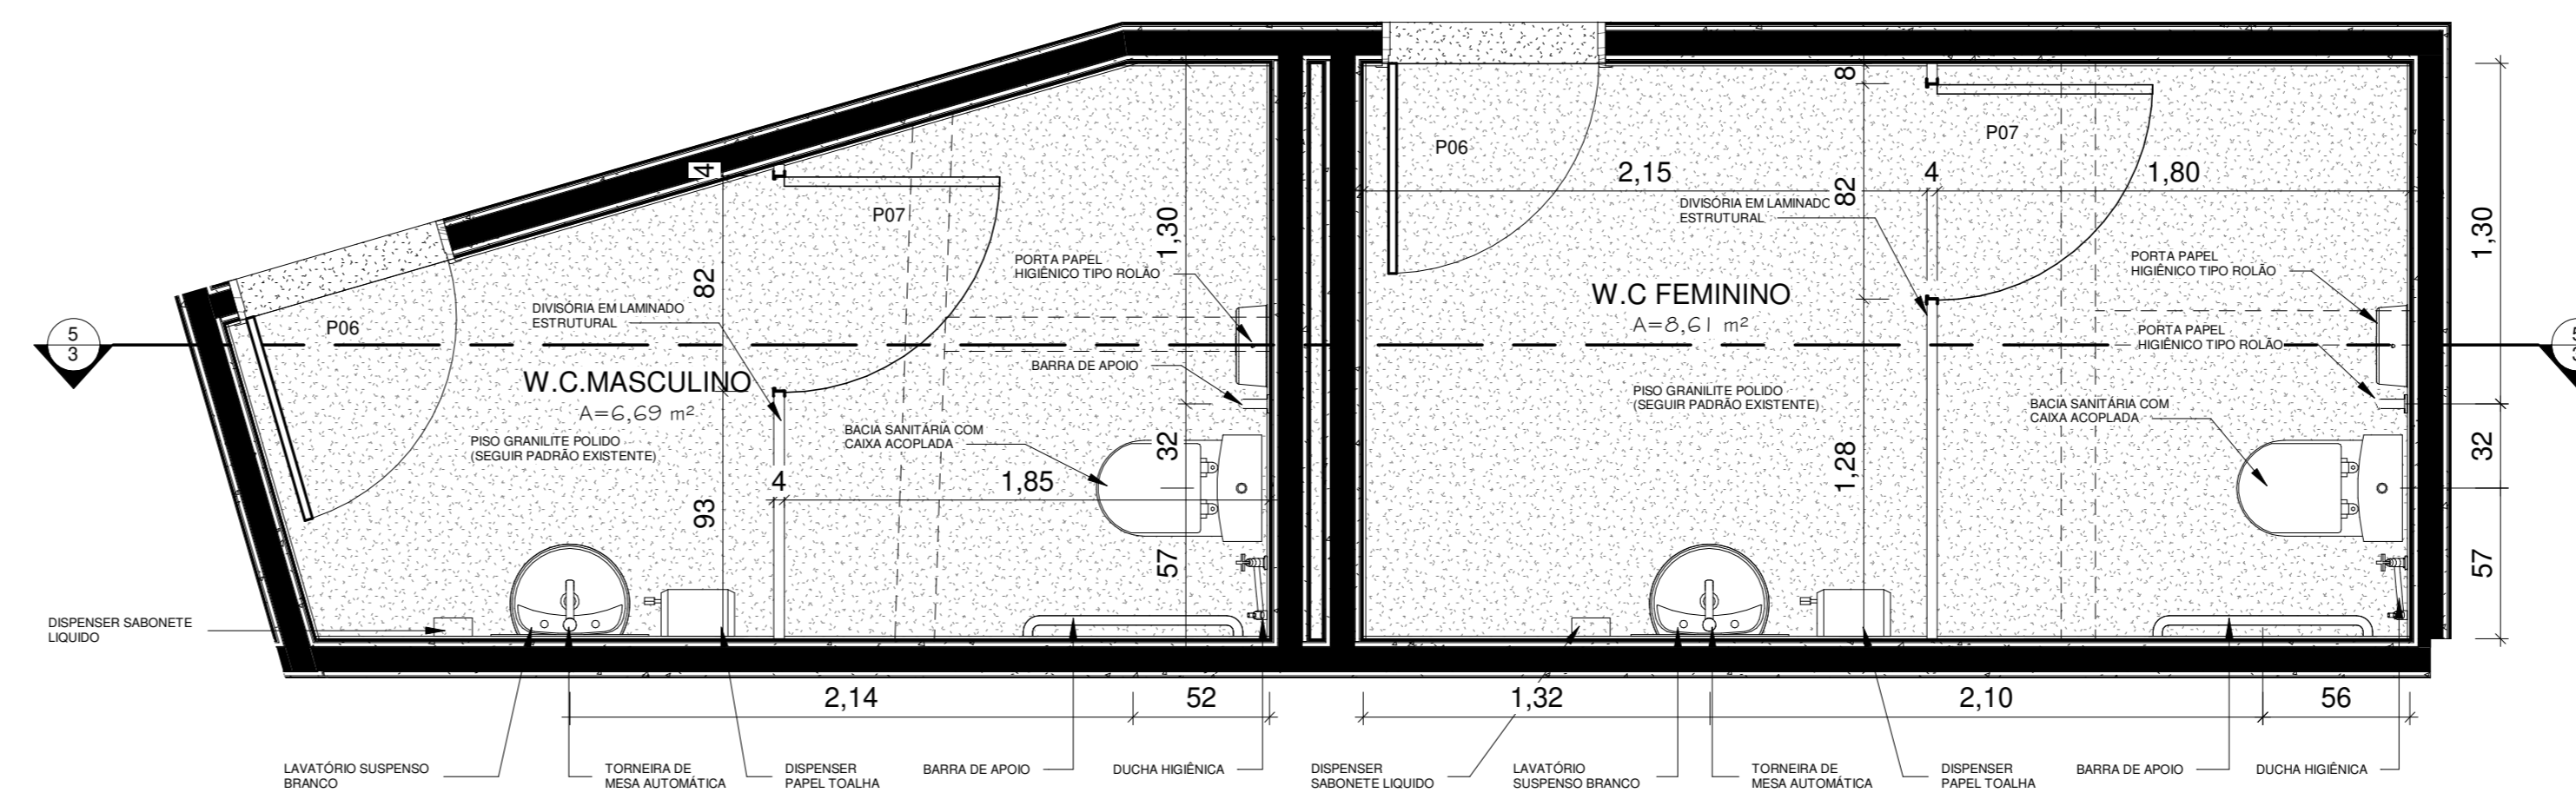 8
P06
P07
4
2,15
4
1,80
82
DIVISÓRIA EM LAMINADO
ESTRUTURAL
P07
1,30
1,30
PORTA PAPEL
HIGIÊNICO TIPO ROLÃO
PORTA PAPEL
HIGIÊNICO TIPO ROLÃO
82
DIVISÓRIA EM LAMINADO
ESTRUTURAL
W.C FEMININO
A=8,61 m²
P06
5
3
PORTA PAPEL
HIGIÊNICO TIPO ROLÃO
BARRA DE APOIO
W.C.MASCULINO
A=6,69 m²
PISO GRANILITE POLIDO
(SEGUIR PADRÃO EXISTENTE)
BACIA SANITÁRIA COM
CAIXA ACOPLADA
BACIA SANITÁRIA COM
CAIXA ACOPLADA
PISO GRANILITE POLIDO
(SEGUIR PADRÃO EXISTENTE)
32
32
1,28
4
1,85
93
57
57
DISPENSER SABONETE
LIQUIDO
2,14
52
1,32
2,10
56
LAVATÓRIO SUSPENSO
BRANCO
TORNEIRA DE
MESA AUTOMÁTICA
DISPENSER
PAPEL TOALHA
BARRA DE APOIO
DUCHA HIGIÊNICA
DISPENSER
SABONETE LIQUIDO
LAVATÓRIO
SUSPENSO BRANCO
TORNEIRA DE
MESA AUTOMÁTICA
DISPENSER
PAPEL TOALHA
BARRA DE APOIO
DUCHA HIGIÊNICA